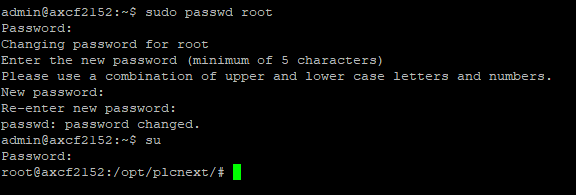 admin@axcf2152:~$ sudo passwd root
Password:
Changing password for root
Enter the new password (minimum of 5 characters)
Please use a combination of upper and lower case letters and numbers.
New password:
Re-enter new password:
passwd: password changed.
admin@axcf2152:~$ su
Password:
root@axcf2152:/opt/plcnext/#